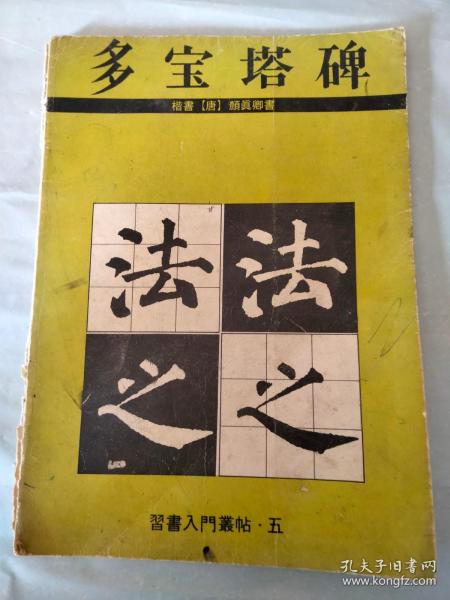 多宝塔碑
楷書【唐】顏眞卿書
法法
之之
習書入門叢帖·五
孔夫子旧书网
www.kongfz.com